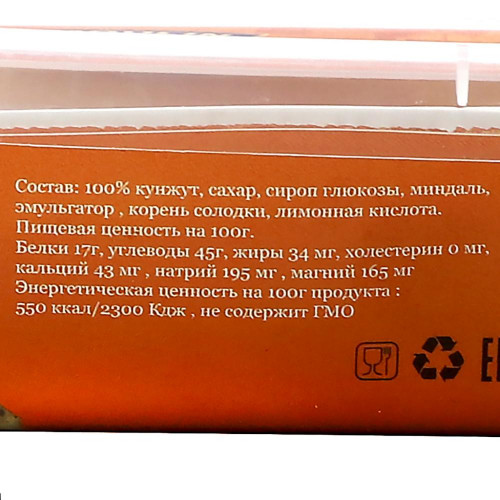 Состав: 100% кунжут, сахар, сироп глюкозы, миндаль,
эмульгатор , корень солодки, лимонная кислота.
Пищевая ценность на 100г.
Белки 17г, углеводы 45г, жиры 34 мг, холестерин 0 мг,
кальций 43 мг , натрий 195 мг , магний 165 мг
Энергетическая ценность на 100г продукта :
550 ккал/2300 Кдж , не содержит ГМО